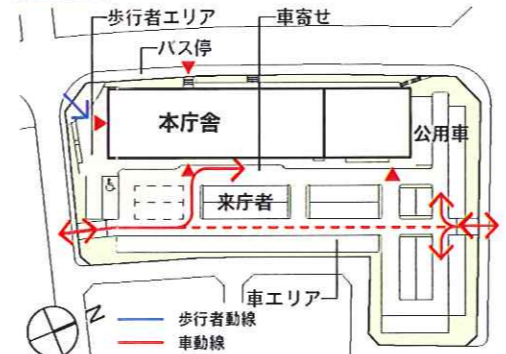 歩行者エリア
車寄せ
バス停
本庁舎
公用車
来庁者
車エリア
N
歩行者動線
車動線